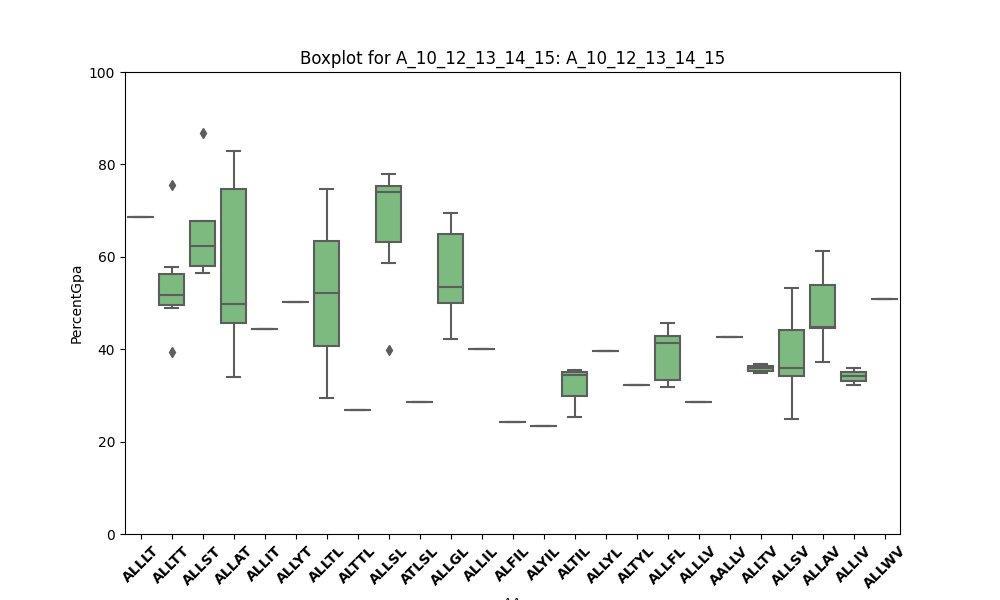 Boxplot for A_10_12_13_14_15: A_10_12_13_14_15
100
80
60
40
20
0
PercentGpa
ALLLT ALLTT ALLST ALLAT ALLIT ALLYT ALLTL ALTTL ALLSL ATLSL ALLGL ALLIL ALFIL ALYIL ALTIL ALLYL ALTYL ALLFL ALLLV AALLV ALLTV ALLSV ALLAV ALLIV ALLWV